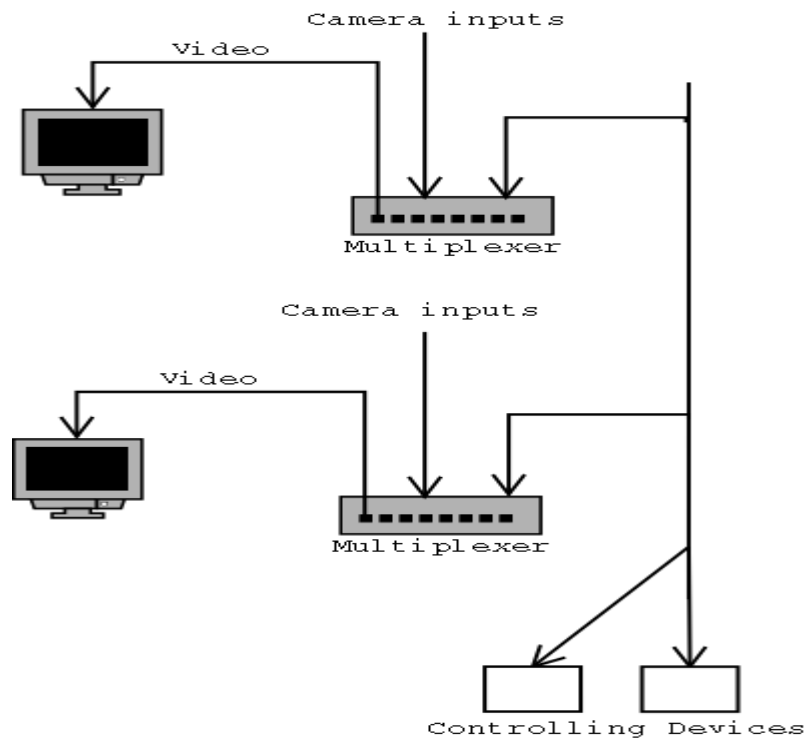 Camera inputs
Video
Multiplexer
Camera inputs
Video
Multiplexer
Controlling Devices